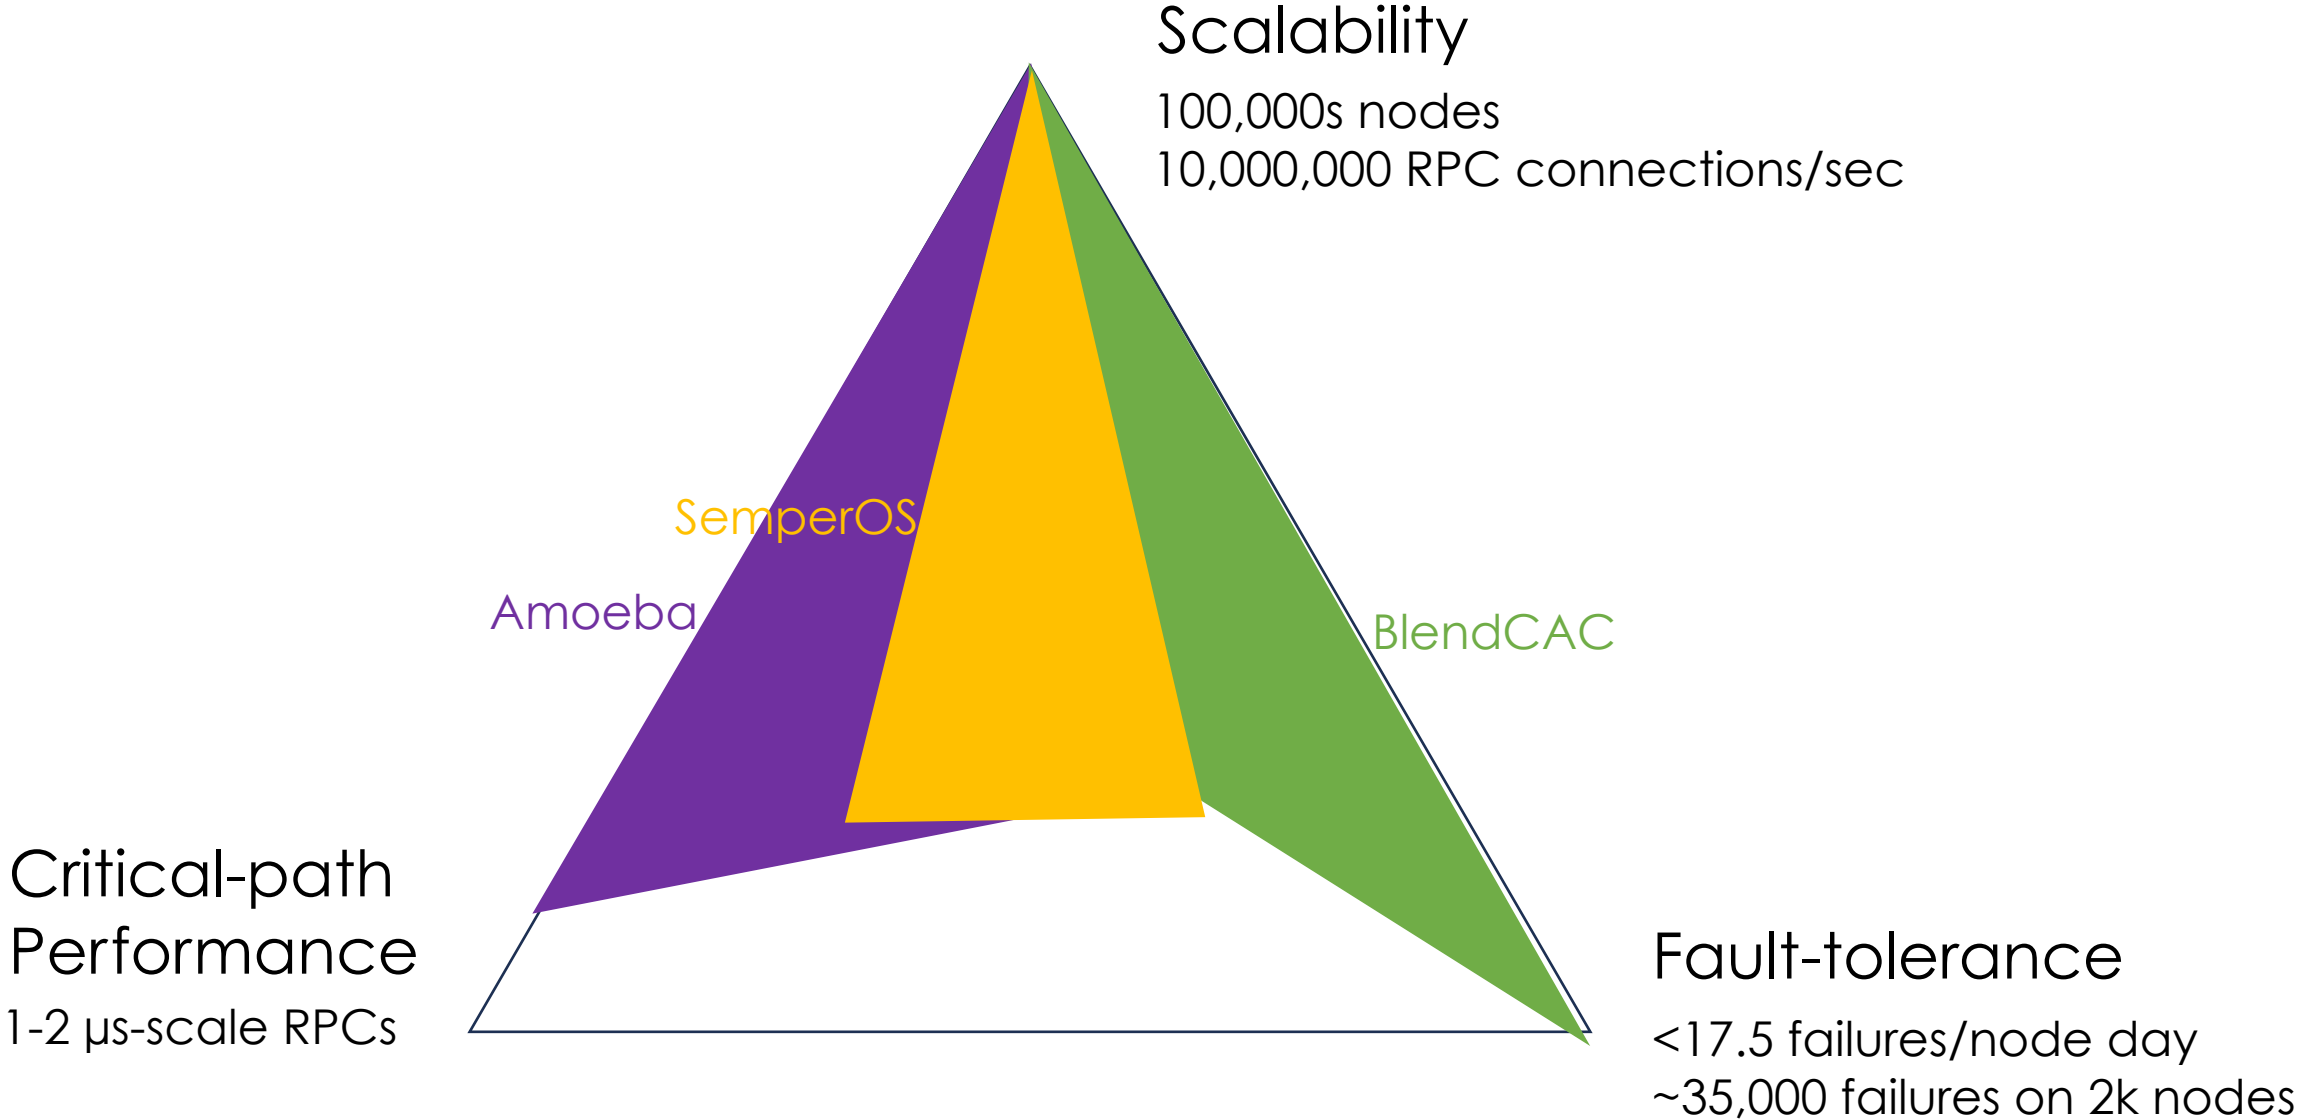 Scalability
100,000s nodes
10,000,000 RPC connections/sec
SemperOS
Amoeba
BlendCAC
Critical-path
Performance
1-2 µs-scale RPCs
Fault-tolerance
<17.5 failures/node day
~35,000 failures on 2k nodes